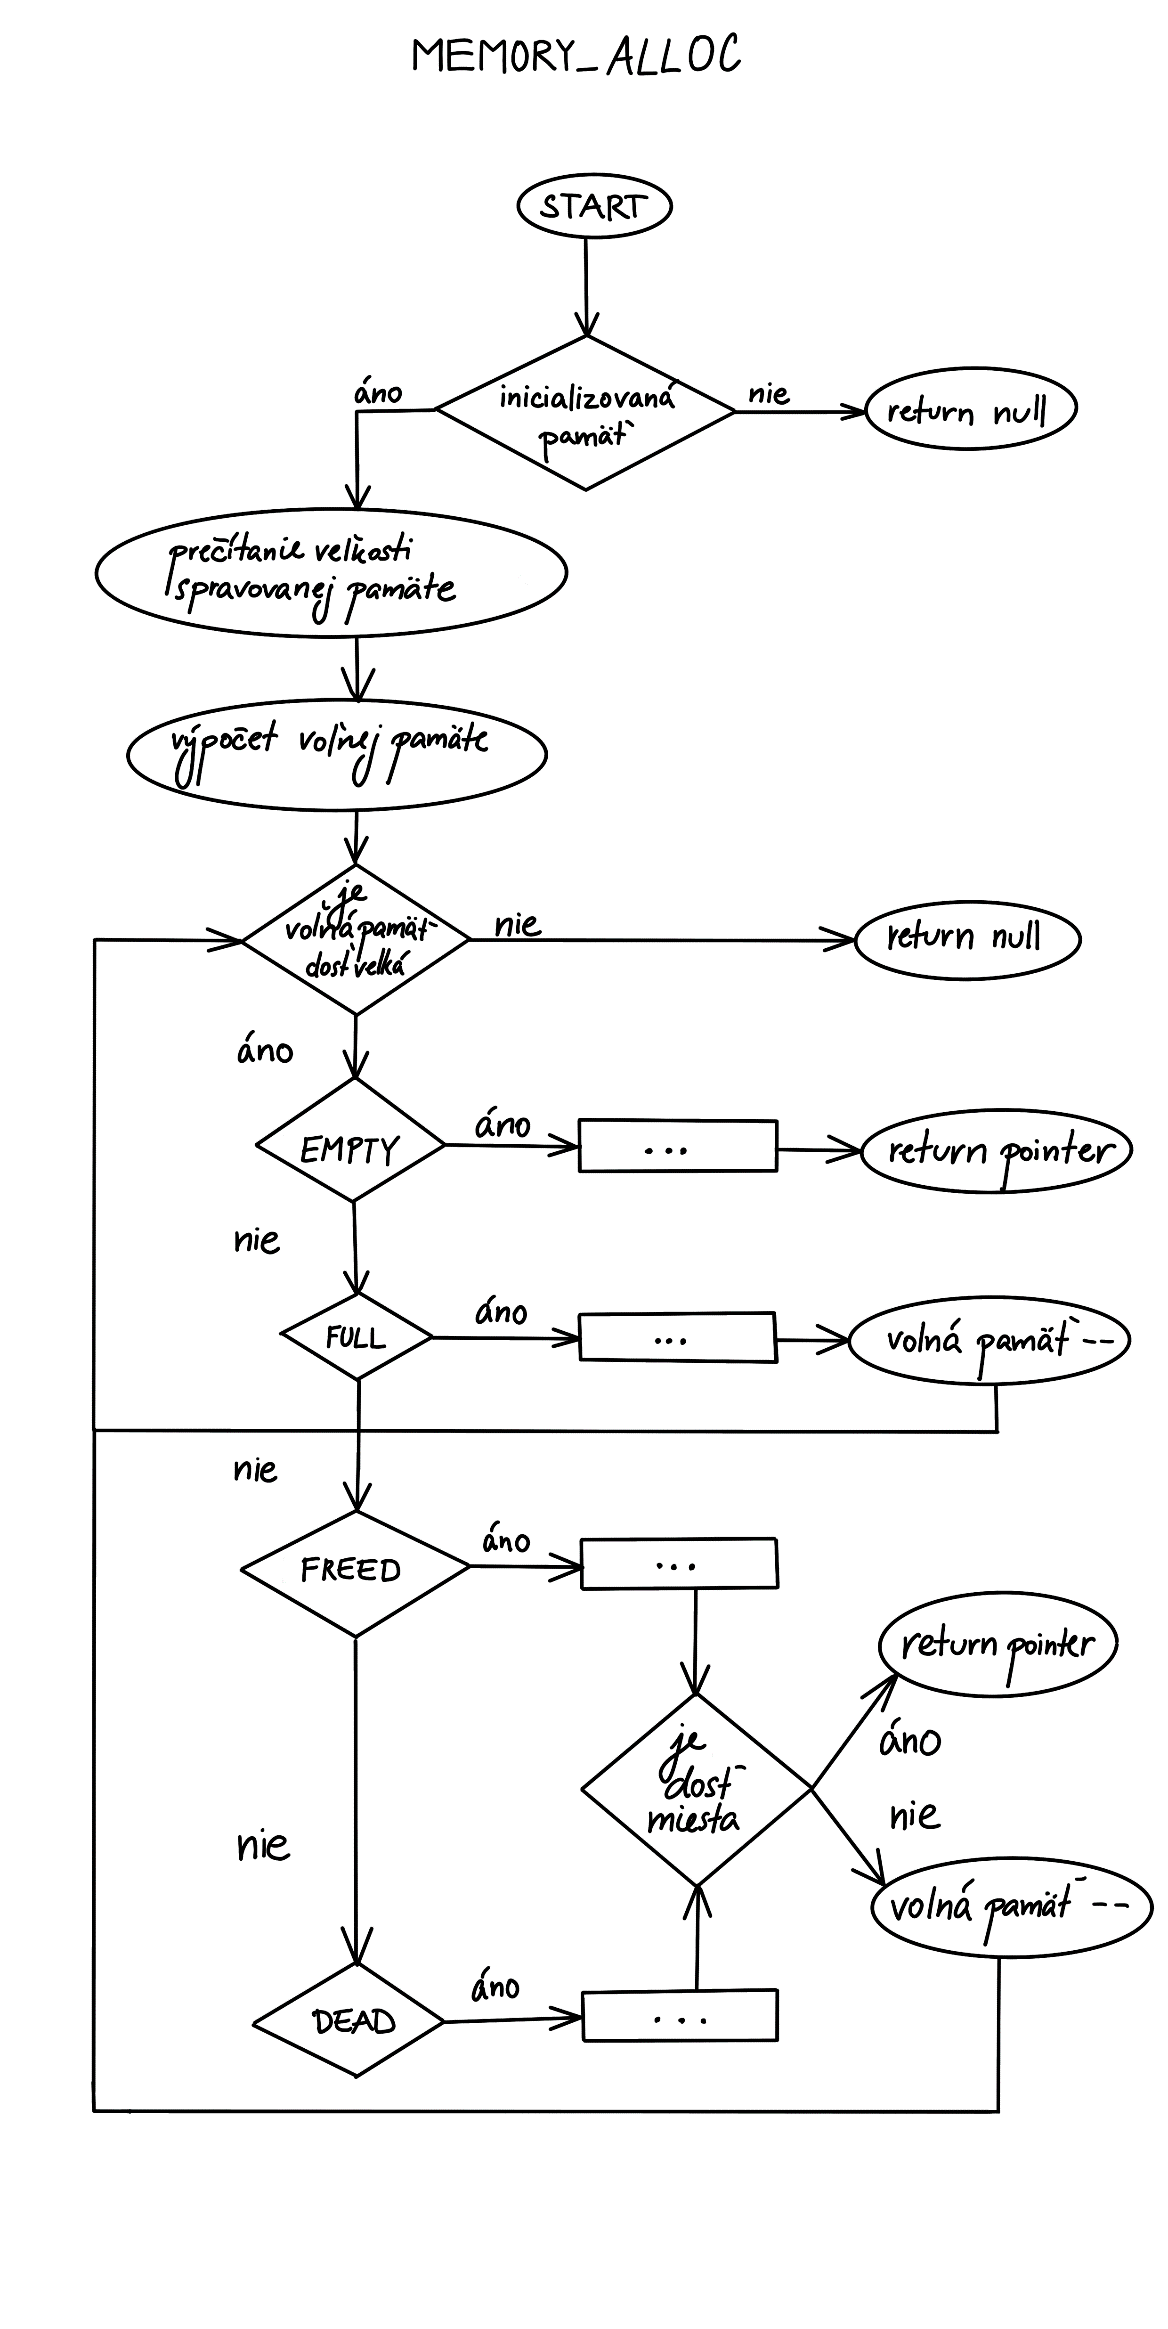 MEMORY_ALLOC
START
áno
inicializovaná
pamäť
nie
return null
prečítanie veľkosti
spravovanej pamäte
výpočet voľnej pamäte
je
voľná pamäť
dosť veľká
nie
return null
áno
EMPTY
áno
...
return pointer
nie
FULL
áno
...
volná pamäť --
nie
FREED
áno
...
return pointer
áno
je
dosť
miesta
nie
volná pamäť --
nie
DEAD
áno
...